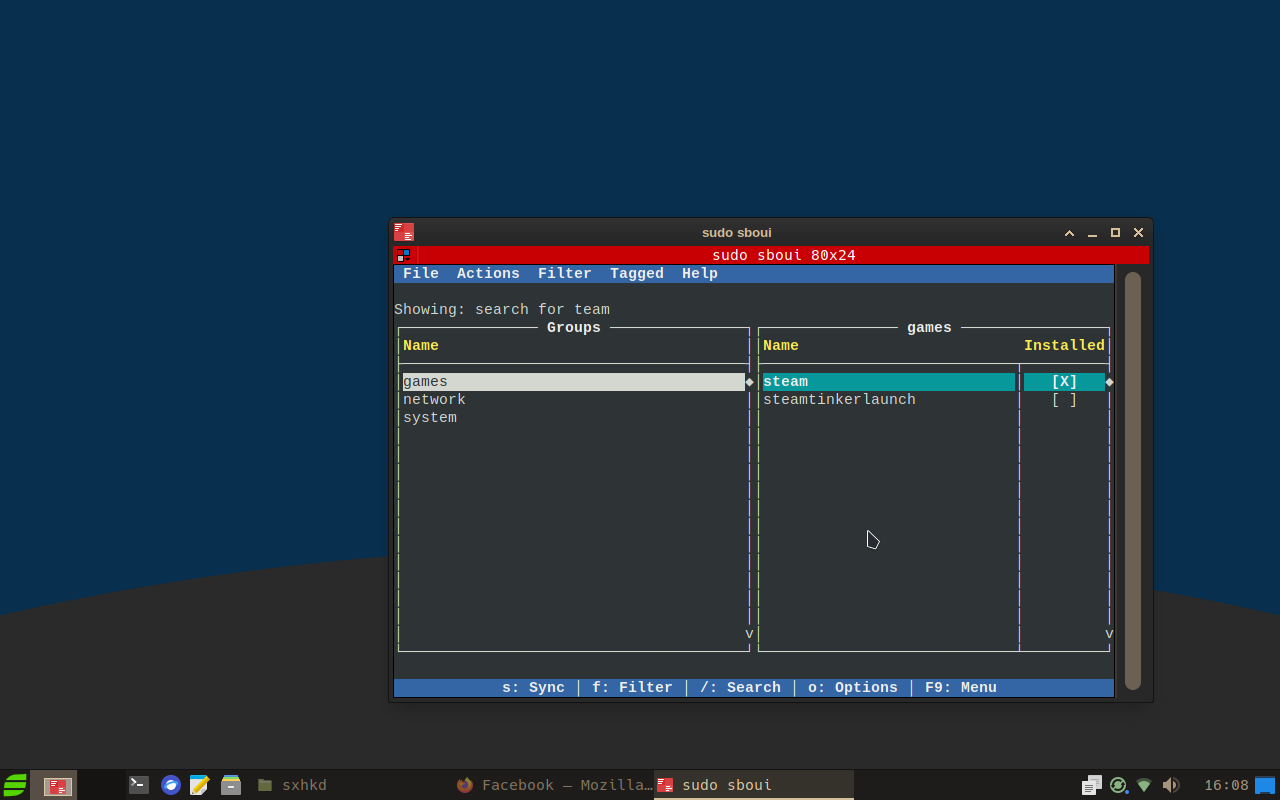 sudo sboui
sudo sboui 80x24
File Actions Filter Tagged Help
Showing: search for team
Groups games
Name Name Installed
games steam [X]
network steamtinkerlaunch [ ]
system
v v
s: Sync | f: Filter | /: Search | o: Options | F9: Menu
sxhkd Facebook — Mozilla… sudo sboui 16:08